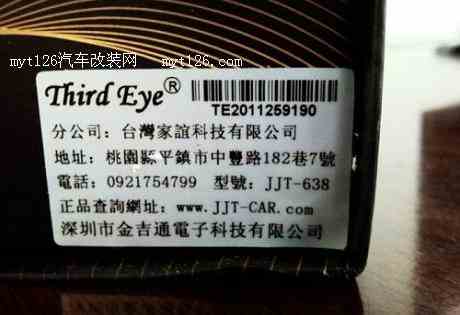 myt126汽车改装网 myt126.com
Third Eye®
TE2011259190
分公司: 台灣家誼科技有限公司
地址: 桃園縣平鎮市中豐路182巷7號
電話: 0921754799 型號: JJT-638
正品查詢網址: www.JJT-CAR.com
深圳市金吉通電子科技有限公司